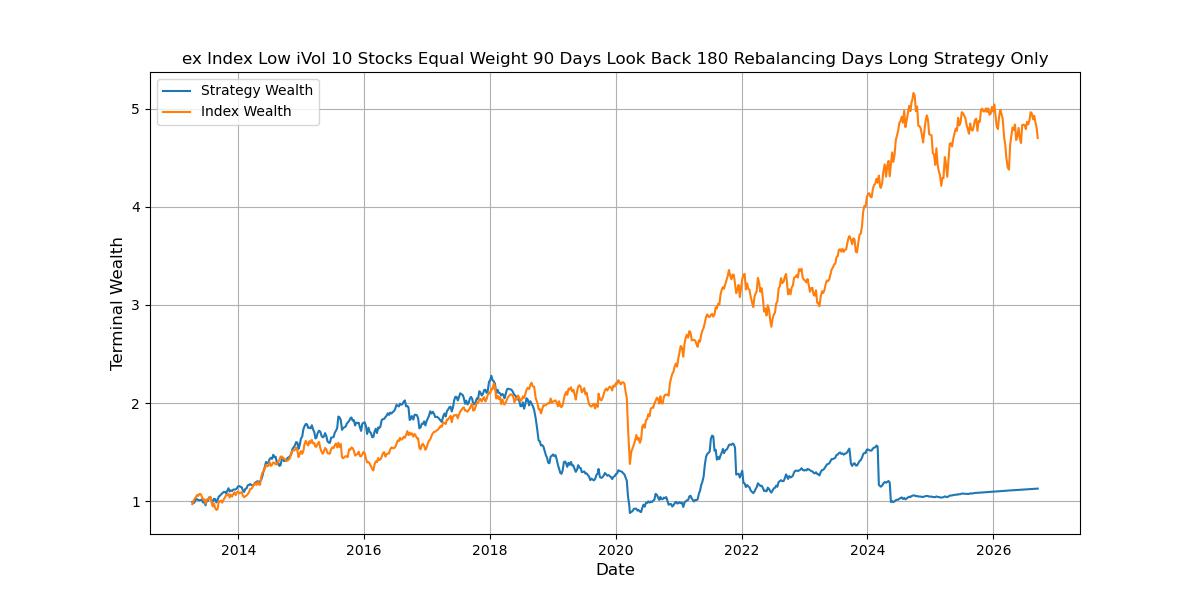 ex Index Low iVol 10 Stocks Equal Weight 90 Days Look Back 180 Rebalancing Days Long Strategy Only
Strategy Wealth
Index Wealth
Terminal Wealth
5
4
3
2
1
2014 2016 2018 2020 2022 2024 2026
Date